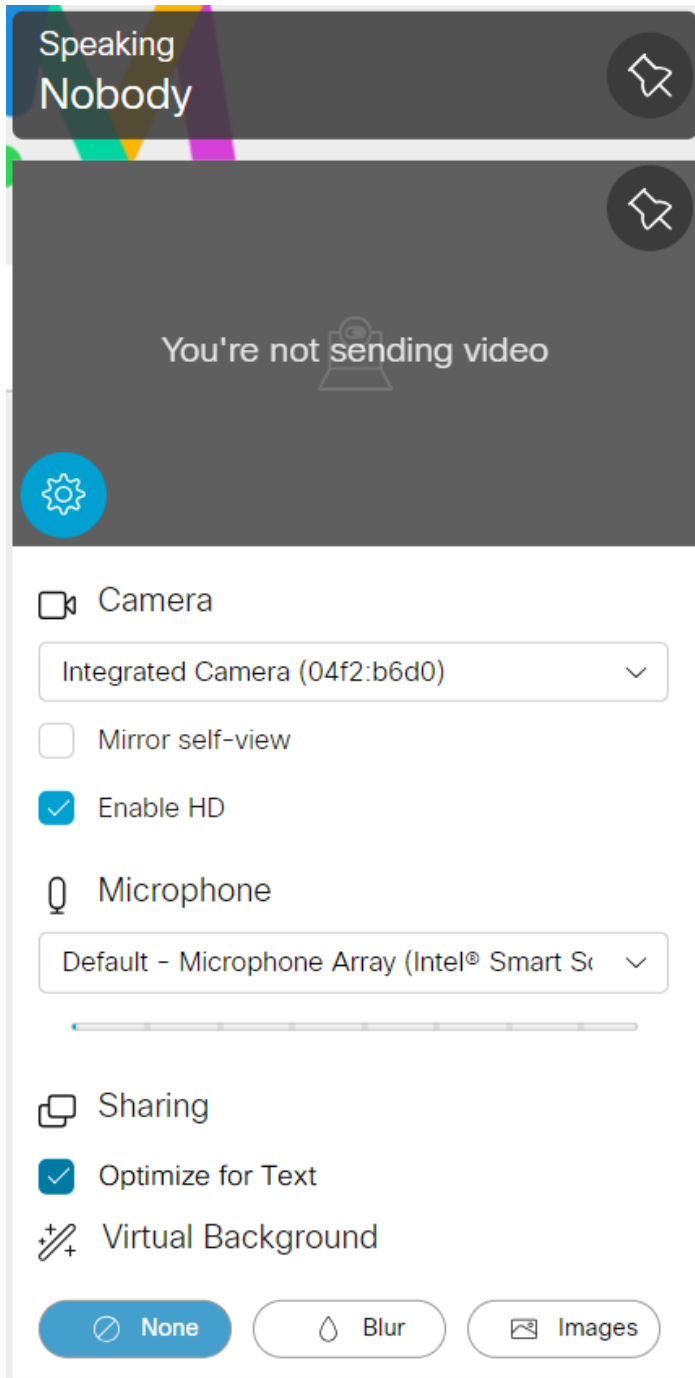 Speaking
Nobody
You're not sending video
Camera
Integrated Camera (04f2:b6d0)
Mirror self-view
Enable HD
Microphone
Default - Microphone Array (Intel® Smart So
Sharing
Optimize for Text
Virtual Background
None Blur Images